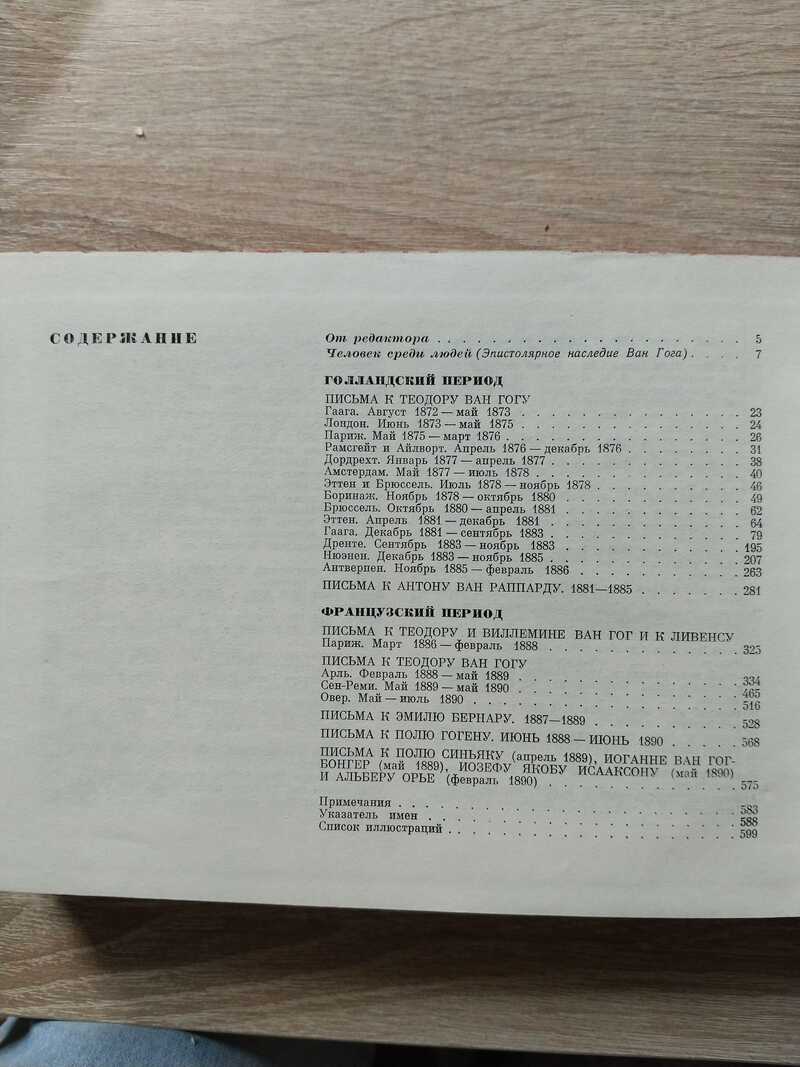 СОДЕРЖАНИЕ
От редактора . . . . . . . . . . . . . . . . . . . . 5
Человек среди людей (Эпистолярное наследие Ван Гога) . . . . 7
ГОЛЛАНДСКИЙ ПЕРИОД
ПИСЬМА К ТЕОДОРУ ВАН ГОГУ
Гаага. Август 1872 — май 1873 . . . . . . . . . . . . . . . 23
Лондон. Июнь 1873 — май 1875 . . . . . . . . . . . . . . . 24
Париж. Май 1875 — март 1876 . . . . . . . . . . . . . . . 26
Рамсгейт и Айлворт. Апрель 1876 — декабрь 1876 . . . . . . . 31
Дордрехт. Январь 1877 — апрель 1877 . . . . . . . . . . . . 38
Амстердам. Май 1877 — июль 1878 . . . . . . . . . . . . . 40
Эттен и Брюссель. Июль 1878 — ноябрь 1878 . . . . . . . . . 46
Боринаж. Ноябрь 1878 — октябрь 1880 . . . . . . . . . . . 49
Брюссель. Октябрь 1880 — апрель 1881 . . . . . . . . . . . 62
Эттен. Апрель 1881 — декабрь 1881 . . . . . . . . . . . . 64
Гаага. Декабрь 1881 — сентябрь 1883 . . . . . . . . . . . . 79
Дренте. Сентябрь 1883 — ноябрь 1883 . . . . . . . . . . . 195
Нюэнен. Декабрь 1883 — ноябрь 1885 . . . . . . . . . . . . 207
Антверпен. Ноябрь 1885 — февраль 1886 . . . . . . . . . . 263
ПИСЬМА К АНТОНУ ВАН РАППАРДУ. 1881—1885 . . . . . . . 281
ФРАНЦУЗСКИЙ ПЕРИОД
ПИСЬМА К ТЕОДОРУ И ВИЛЛЕМИНЕ ВАН ГОГ И К ЛИВЕНСУ
Париж. Март 1886 — февраль 1888 . . . . . . . . . . . . . 325
ПИСЬМА К ТЕОДОРУ ВАН ГОГУ
Арль. Февраль 1888 — май 1889 . . . . . . . . . . . . . . 334
Сен-Реми. Май 1889 — май 1890 . . . . . . . . . . . . . . 465
Овер. Май — июль 1890 . . . . . . . . . . . . . . . . . 516
ПИСЬМА К ЭМИЛЮ БЕРНАРУ. 1887—1889 . . . . . . . . . . 528
ПИСЬМА К ПОЛЮ ГОГЕНУ. ИЮНЬ 1888 — ИЮНЬ 1890 . . . . . 568
ПИСЬМА К ПОЛЮ СИНЬЯКУ (апрель 1889), ИОГАННЕ ВАН ГОГ-
БОНГЕР (май 1889), ИОЗЕФУ ЯКОБУ ИСААКСОНУ (май 1890)
И АЛЬБЕРУ ОРЬЕ (февраль 1890) . . . . . . . . . . . . . . 575
Примечания . . . . . . . . . . . . . . . . . . . . . . 583
Указатель имен . . . . . . . . . . . . . . . . . . . . 588
Список иллюстраций . . . . . . . . . . . . . . . . . . 599